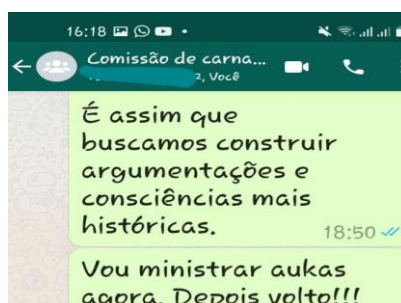 16:18
Comissão de carna...
2, Você
É assim que
buscamos construir
argumentações e
consciências mais
históricas.
18:50
Vou ministrar aukas
agora. Depois volto!!!